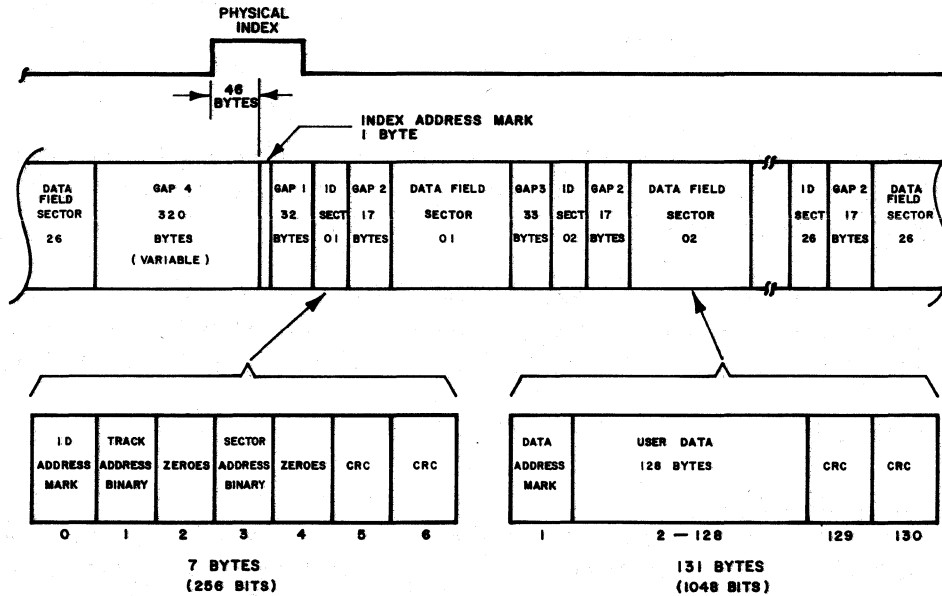 PHYSICAL
INDEX
46
BYTES
INDEX ADDRESS MARK
1 BYTE
DATA
FIELD
SECTOR
26
GAP 4
320
BYTES
(VARIABLE)
GAP 1
32
BYTES
ID
SECT
01
GAP 2
17
BYTES
DATA FIELD
SECTOR
01
GAP3
33
BYTES
ID
SECT
02
GAP 2
17
BYTES
DATA FIELD
SECTOR
02
ID
SECT
26
GAP 2
17
BYTES
DATA
FIELD
SECTOR
26
I.D
ADDRESS
MARK
TRACK
ADDRESS
BINARY
ZEROES
SECTOR
ADDRESS
BINARY
ZEROES
CRC
CRC
0 1 2 3 4 5 6
7 BYTES
(256 BITS)
DATA
ADDRESS
MARK
USER DATA
128 BYTES
CRC
CRC
1 2 — 128 129 130
131 BYTES
(1048 BITS)